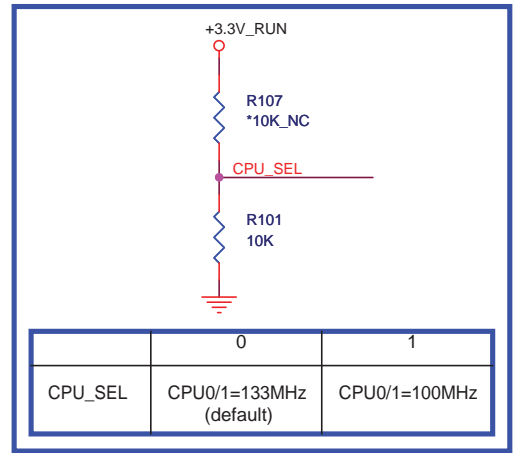 +3.3V_RUN
R107
*10K_NC
CPU_SEL
R101
10K
0 1
CPU_SEL CPU0/1=133MHz CPU0/1=100MHz
(default)